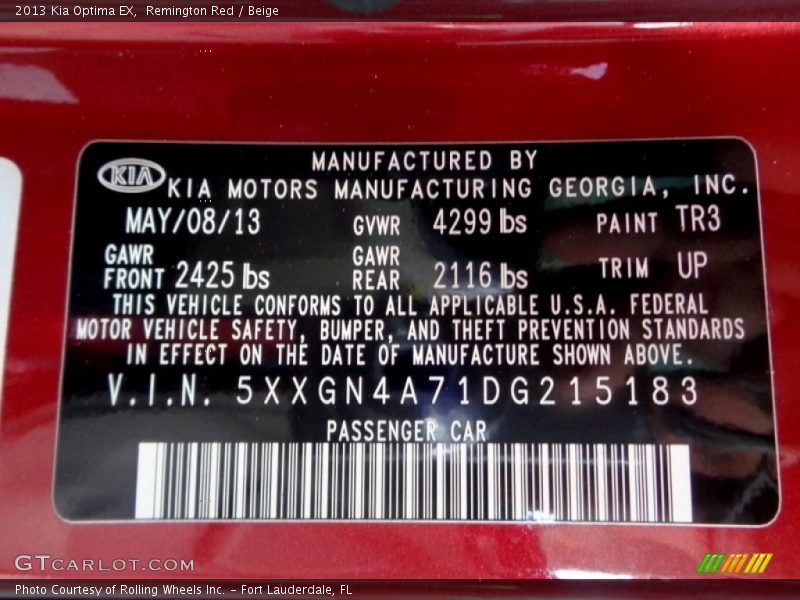 2013 Kia Optima EX, Remington Red / Beige
MANUFACTURED BY
KIA KIA MOTORS MANUFACTURING GEORGIA, INC.
MAY/08/13 GVWR 4299 lbs PAINT TR3
GAWR FRONT 2425 lbs GAWR REAR 2116 lbs TRIM UP
THIS VEHICLE CONFORMS TO ALL APPLICABLE U.S.A. FEDERAL
MOTOR VEHICLE SAFETY, BUMPER, AND THEFT PREVENTION STANDARDS
IN EFFECT ON THE DATE OF MANUFACTURE SHOWN ABOVE.
V.I.N. 5XXGN4A71DG215183
PASSENGER CAR
GTCARLOT.COM
Photo Courtesy of Rolling Wheels Inc. – Fort Lauderdale, FL